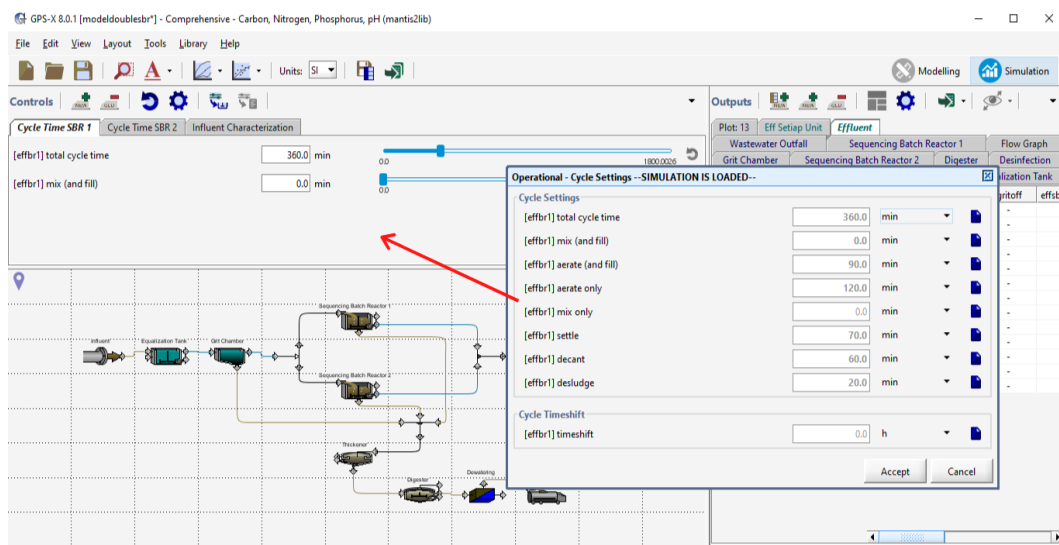 GPS-X 8.0.1 [modeldoublesbr*] - Comprehensive - Carbon, Nitrogen, Phosphorus, pH (mantis2lib)
File Edit View Layout Tools Library Help
Units: SI
Modelling
Simulation
Controls
Outputs
Cycle Time SBR 1
Cycle Time SBR 2
Influent Characterization
[effbr1] total cycle time
360.0 min
0.0
1800.0026
[effbr1] mix (and fill)
0.0 min
0.0
Plot: 13
Eff Setiap Unit
Effluent
Wastewater Outfall
Sequencing Batch Reactor 1
Flow Graph
Grit Chamber
Sequencing Batch Reactor 2
Digester
Desinfection
lization Tank
gritoff
effsb
Operational - Cycle Settings --SIMULATION IS LOADED--
Cycle Settings
[effbr1] total cycle time 360.0 min
[effbr1] mix (and fill) 0.0 min
[effbr1] aerate (and fill) 90.0 min
[effbr1] aerate only 120.0 min
[effbr1] mix only 0.0 min
[effbr1] settle 70.0 min
[effbr1] decant 60.0 min
[effbr1] desludge 20.0 min
Cycle Timeshift
[effbr1] timeshift 0.0 h
Accept
Cancel
Sequencing Batch Reactor 1
Influent
Equalization Tank
Grit Chamber
Sequencing Batch Reactor 2
Thickener
Digester
Dewatering